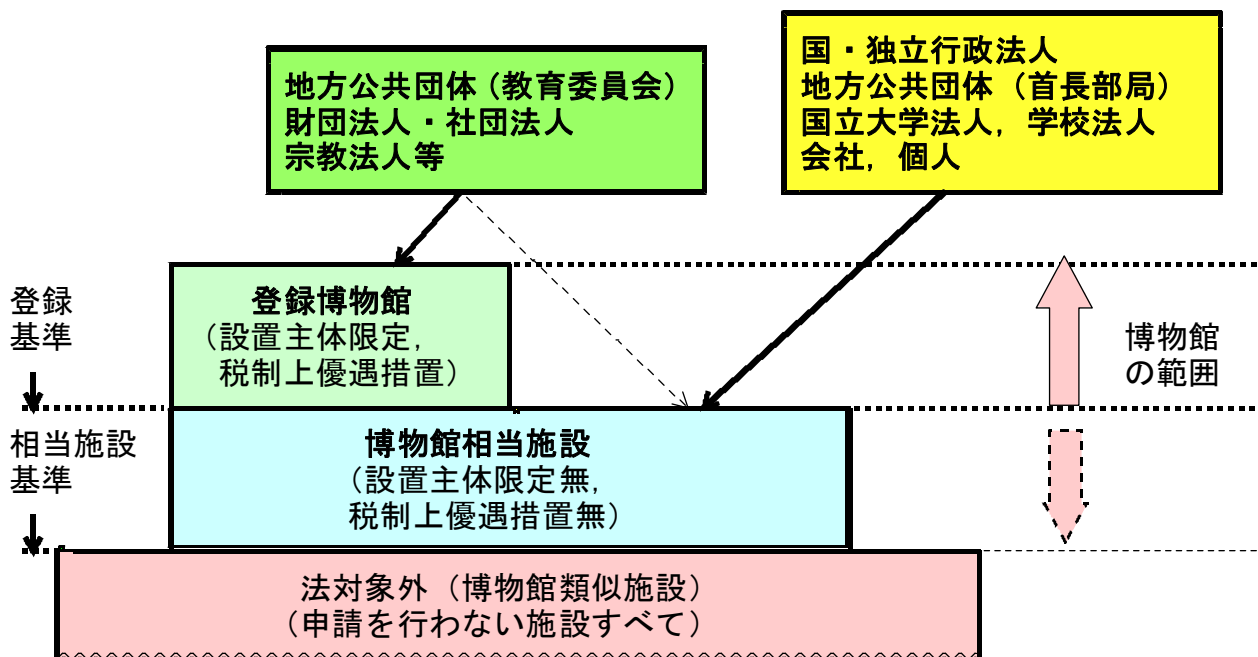 地方公共団体（教育委員会）
財団法人・社団法人
宗教法人等
国・独立行政法人
地方公共団体（首長部局）
国立大学法人，学校法人
会社，個人
登録
基準
登録博物館
（設置主体限定，
税制上優遇措置）
博物館
の範囲
相当施設
基準
博物館相当施設
（設置主体限定無，
税制上優遇措置無）
法対象外（博物館類似施設）
（申請を行わない施設すべて）